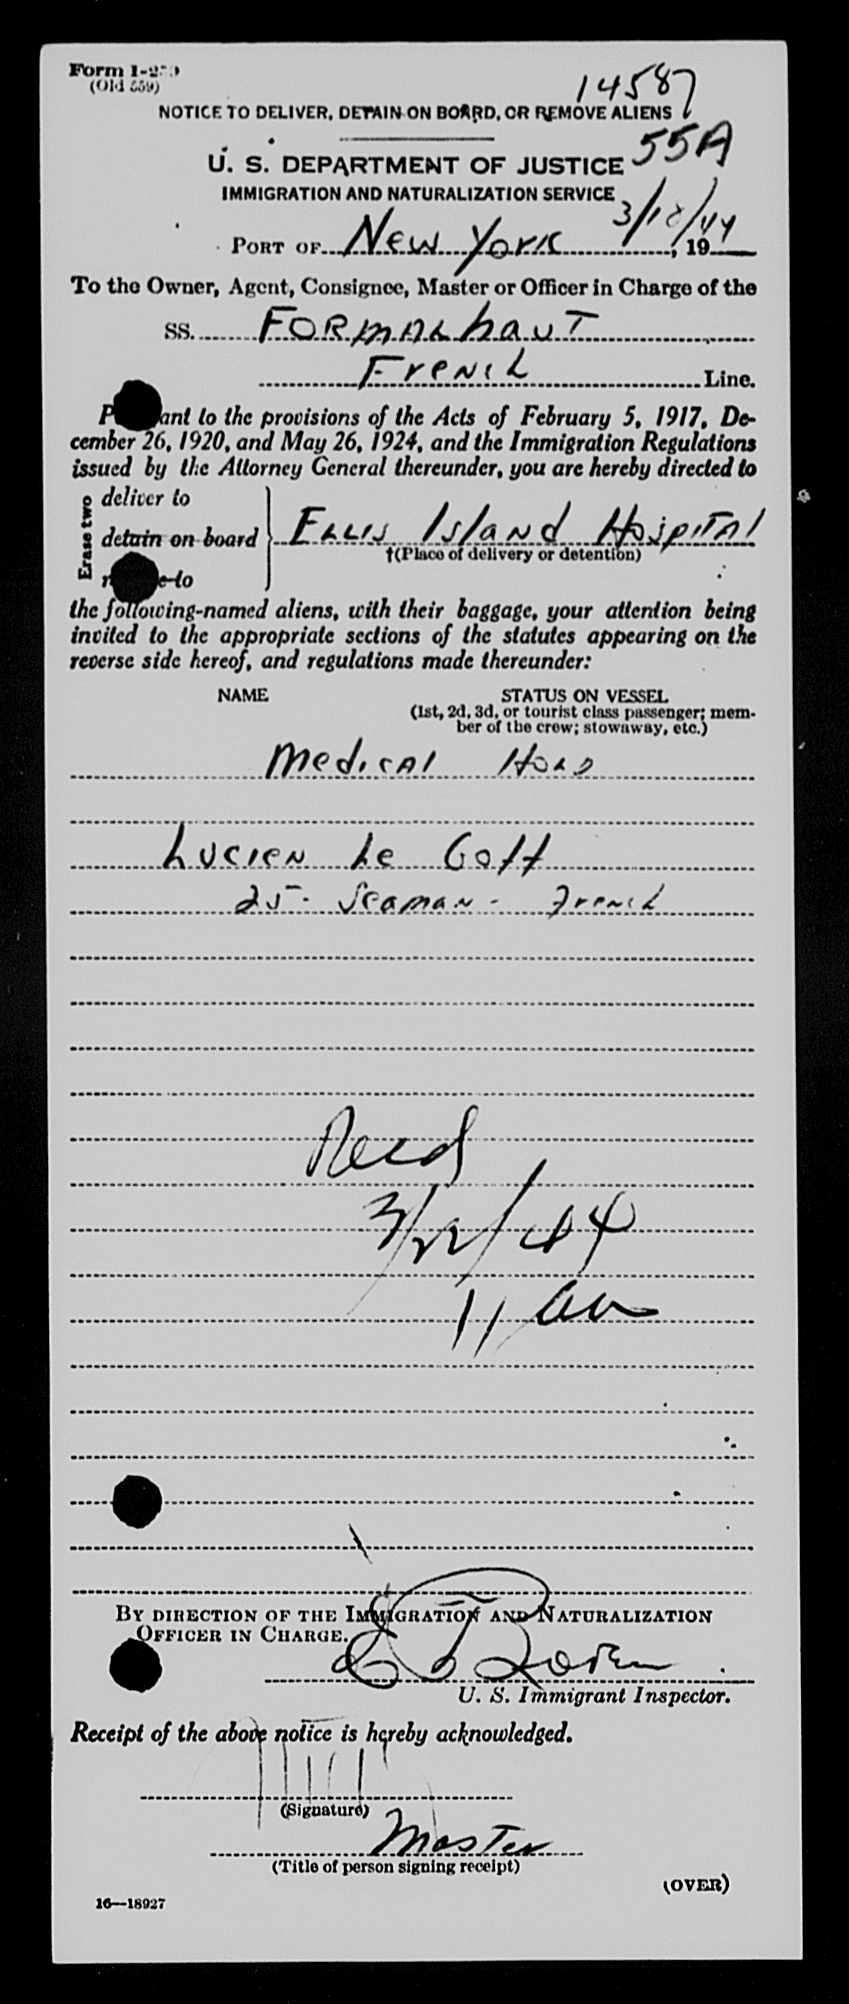 Form I-259
(Old 559)
14587
NOTICE TO DELIVER, DETAIN ON BOARD, OR REMOVE ALIENS
55A
U. S. DEPARTMENT OF JUSTICE
IMMIGRATION AND NATURALIZATION SERVICE
3/18/44
PORT OF New York, 19
To the Owner, Agent, Consignee, Master or Officer in Charge of the
SS. FORMALHAUT
French Line.
P ant to the provisions of the Acts of February 5, 1917, De-
cember 26, 1920, and May 26, 1924, and the Immigration Regulations
issued by the Attorney General thereunder, you are hereby directed to
Erase two
deliver to
detain on board
r e to
Ellis Island Hospital
†(Place of delivery or detention)
the following-named aliens, with their baggage, your attention being
invited to the appropriate sections of the statutes appearing on the
reverse side hereof, and regulations made thereunder:
NAME STATUS ON VESSEL
(1st, 2d, 3d, or tourist class passenger; mem-
ber of the crew; stowaway, etc.)
Medical Hold
Lucien Le Goff
25 - Seaman - French
Recd
3/22/44
11 am
BY DIRECTION OF THE IMMIGRATION AND NATURALIZATION
OFFICER IN CHARGE.
U. S. Immigrant Inspector.
Receipt of the above notice is hereby acknowledged.
(Signature)
Master
(Title of person signing receipt)
(OVER)
16—18927